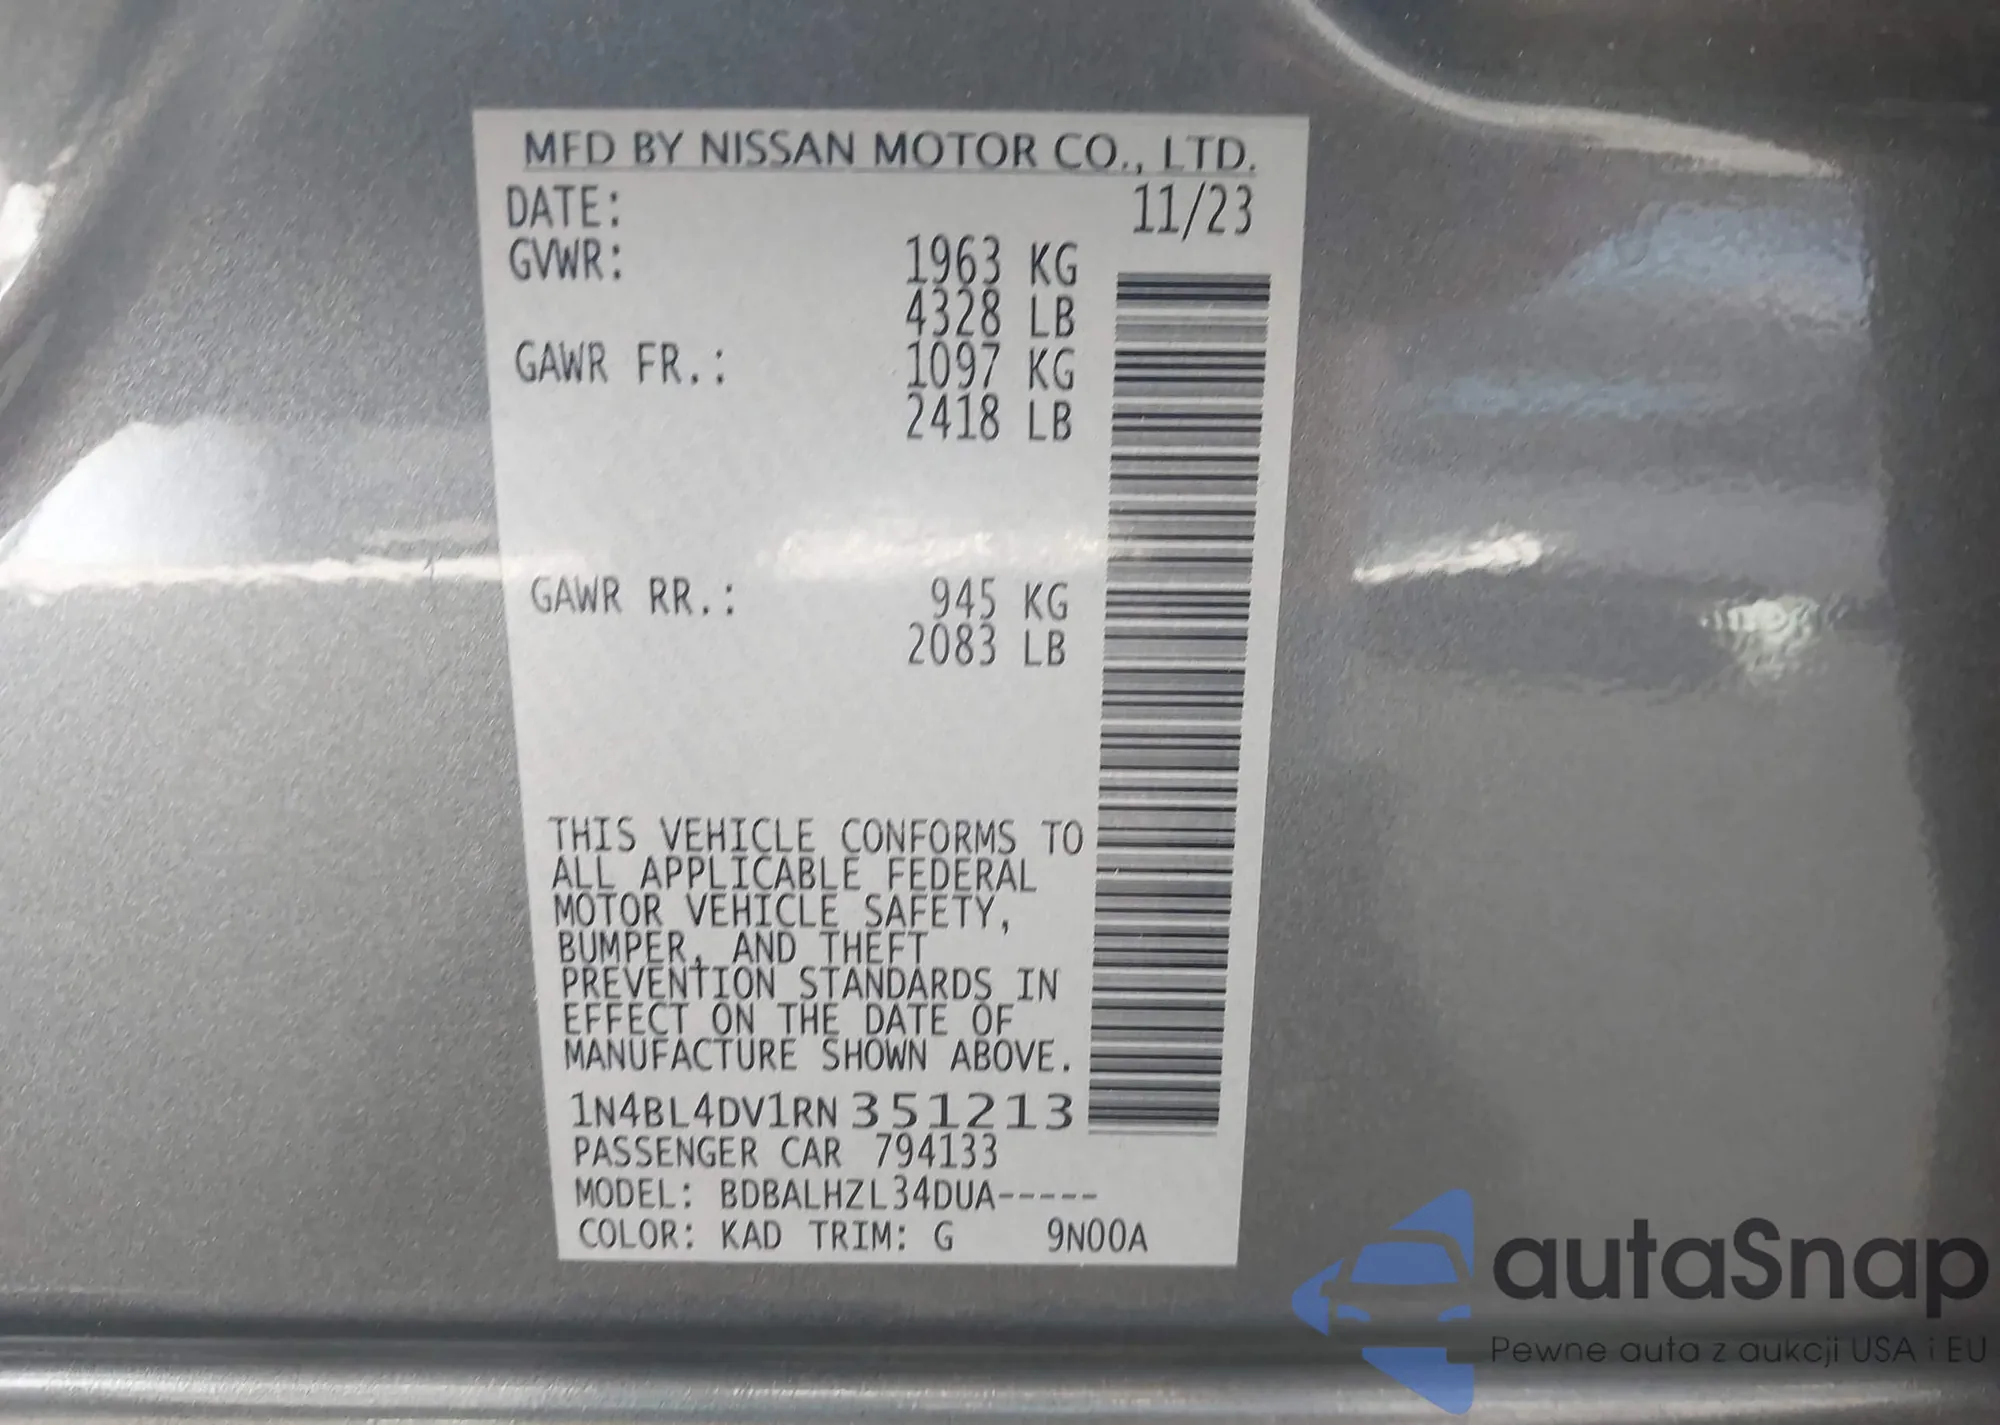 MFD BY NISSAN MOTOR CO., LTD.
DATE: 11/23
GVWR: 1963 KG
4328 LB
GAWR FR.: 1097 KG
2418 LB
GAWR RR.: 945 KG
2083 LB
THIS VEHICLE CONFORMS TO
ALL APPLICABLE FEDERAL
MOTOR VEHICLE SAFETY,
BUMPER, AND THEFT
PREVENTION STANDARDS IN
EFFECT ON THE DATE OF
MANUFACTURE SHOWN ABOVE.
1N4BL4DV1RN351213
PASSENGER CAR 794133
MODEL: BDBALHZL34DUA-----
COLOR: KAD TRIM: G 9N00A
autaSnap
Pewne auta z aukcji USA i EU